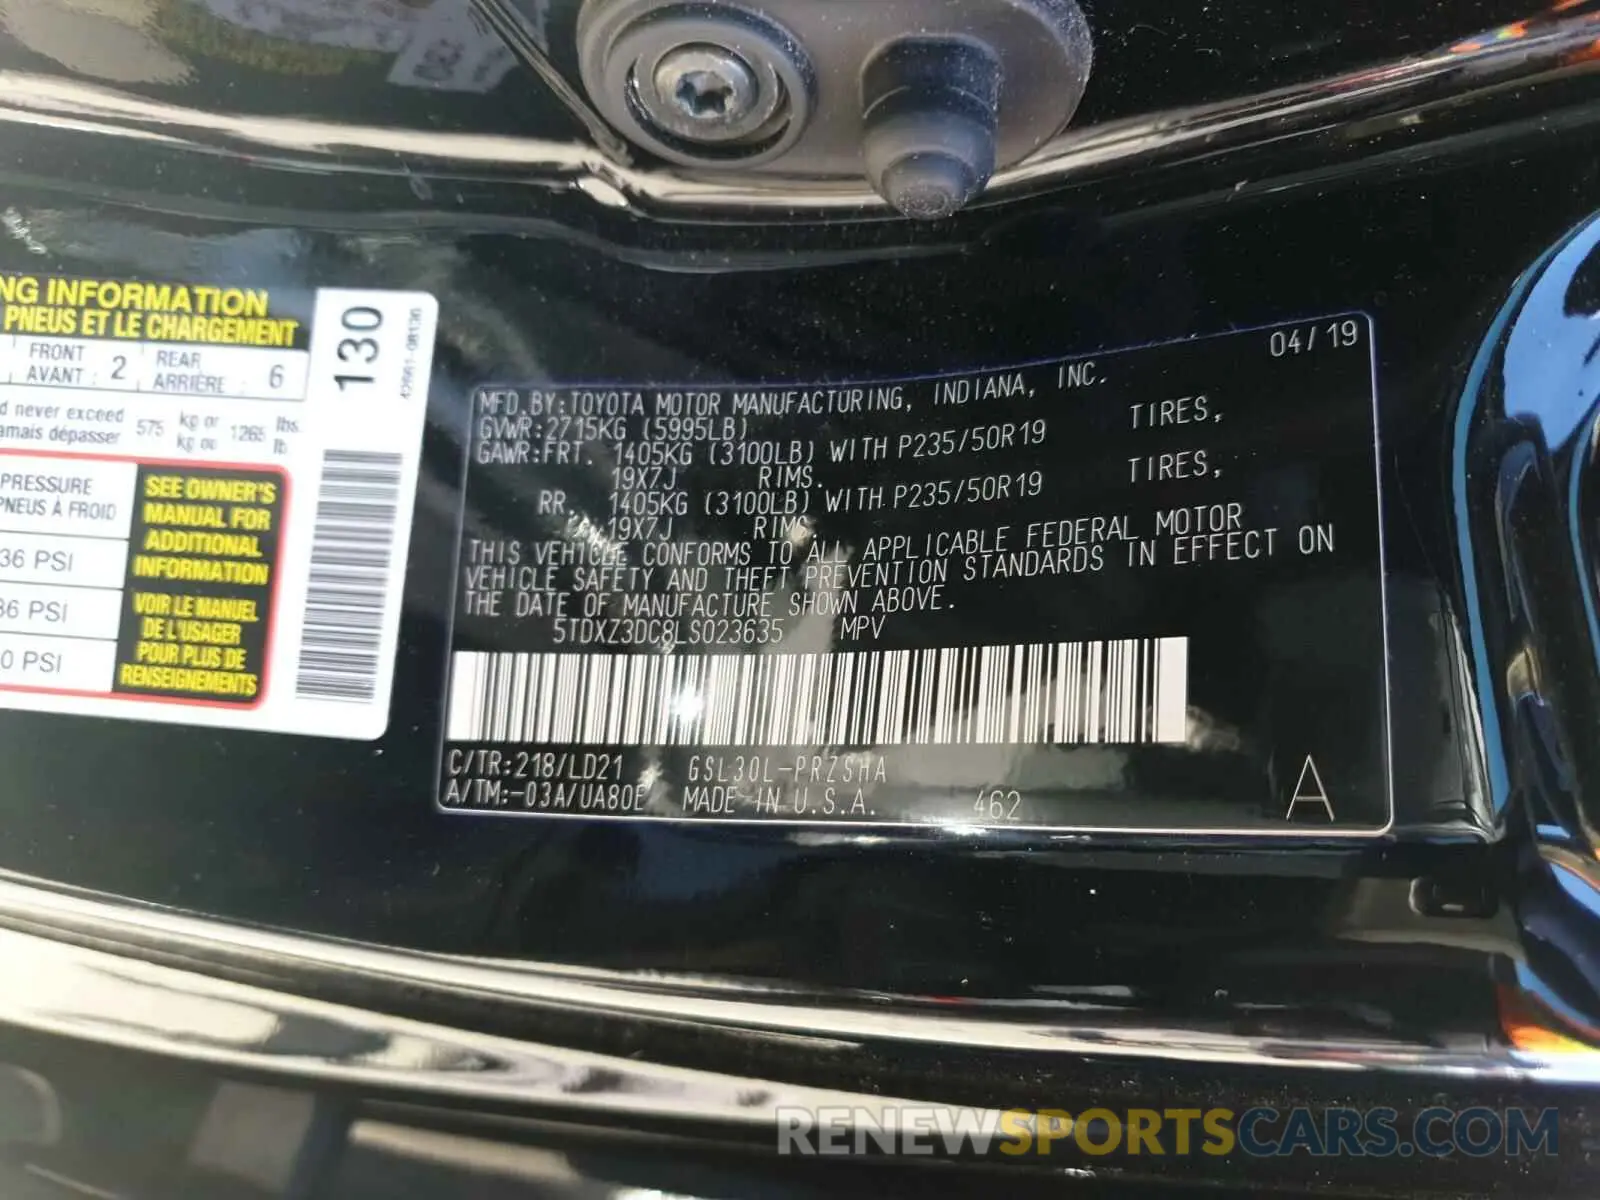 NG INFORMATION
PNEUS ET LE CHARGEMENT
FRONT
AVANT : 2
REAR
ARRIÈRE : 6
d never exceed
amais dépasser 575 kg or
kg ou 1265 lbs.
lb
PRESSURE
PNEUS À FROID
36 PSI
36 PSI
0 PSI
SEE OWNER'S
MANUAL FOR
ADDITIONAL
INFORMATION
VOIR LE MANUEL
DE L'USAGER
POUR PLUS DE
RENSEIGNEMENTS
130
04/19
MFD.BY:TOYOTA MOTOR MANUFACTURING, INDIANA, INC.
GVWR:2715KG (5995LB)
GAWR:FRT. 1405KG (3100LB) WITH P235/50R19 TIRES,
19X7J RIMS.
RR. 1405KG (3100LB) WITH P235/50R19 TIRES,
19X7J RIMS.
THIS VEHICLE CONFORMS TO ALL APPLICABLE FEDERAL MOTOR
VEHICLE SAFETY AND THEFT PREVENTION STANDARDS IN EFFECT ON
THE DATE OF MANUFACTURE SHOWN ABOVE.
5TDXZ3DC8LS023635 MPV
C/TR:218/LD21 GSL30L-PRZSHA
A/TM:-03A/UA80E MADE IN U.S.A. 462
A
RENEWSPORTSCARS.COM